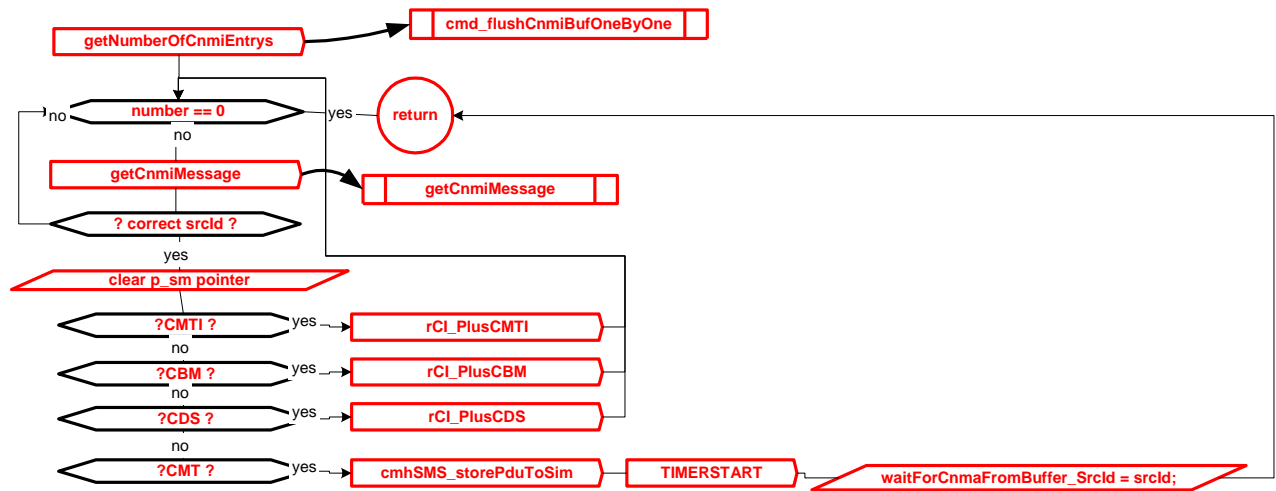 getNumberOfCnmiEntrys
cmd_flushCnmiBufOneByOne
number == 0
no
yes
return
no
getCnmiMessage
getCnmiMessage
? correct srcId ?
yes
clear p_sm pointer
?CMTI ?
yes
rCI_PlusCMTI
no
?CBM ?
yes
rCI_PlusCBM
no
?CDS ?
yes
rCI_PlusCDS
no
?CMT ?
yes
cmhSMS_storePduToSim
TIMERSTART
waitForCnmaFromBuffer_SrcId = srcId;